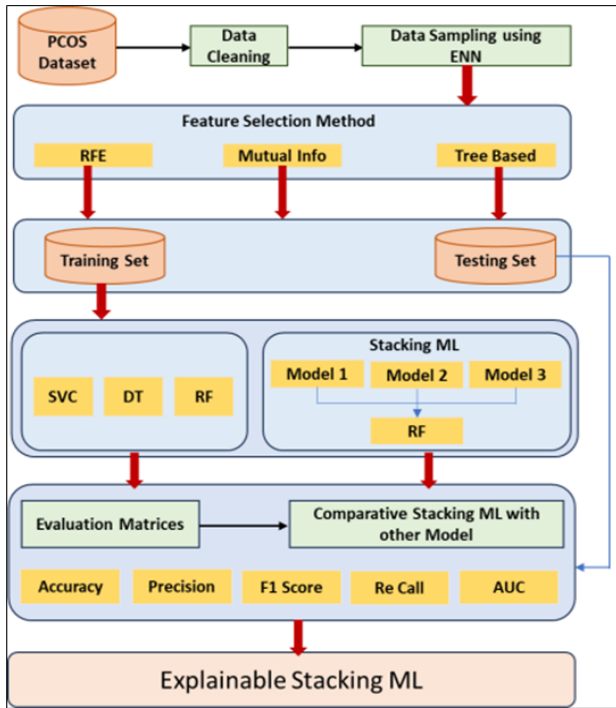 PCOS
Dataset
Data
Cleaning
Data Sampling using
ENN
Feature Selection Method
RFE
Mutual Info
Tree Based
Training Set
Testing Set
SVC
DT
RF
Stacking ML
Model 1
Model 2
Model 3
RF
Evaluation Matrices
Comparative Stacking ML with
other Model
Accuracy
Precision
F1 Score
Re Call
AUC
Explainable Stacking ML